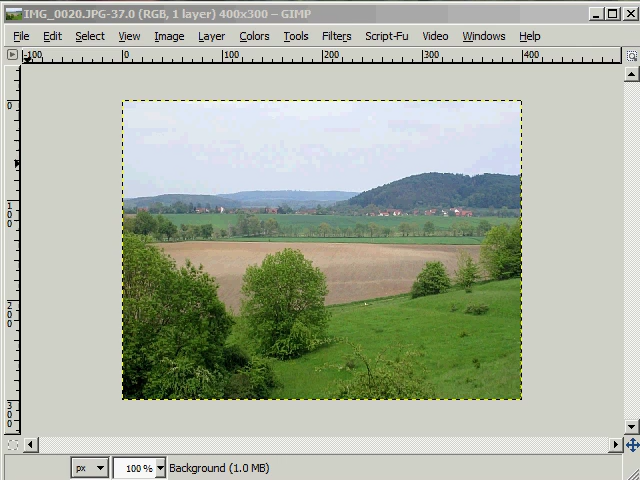 IMG_0020.JPG-37.0 (RGB, 1 layer) 400x300 – GIMP
File Edit Select View Image Layer Colors Tools Filters Script-Fu Video Windows Help
-100 0 100 200 300 400
0
100
200
300
px 100 % Background (1.0 MB)